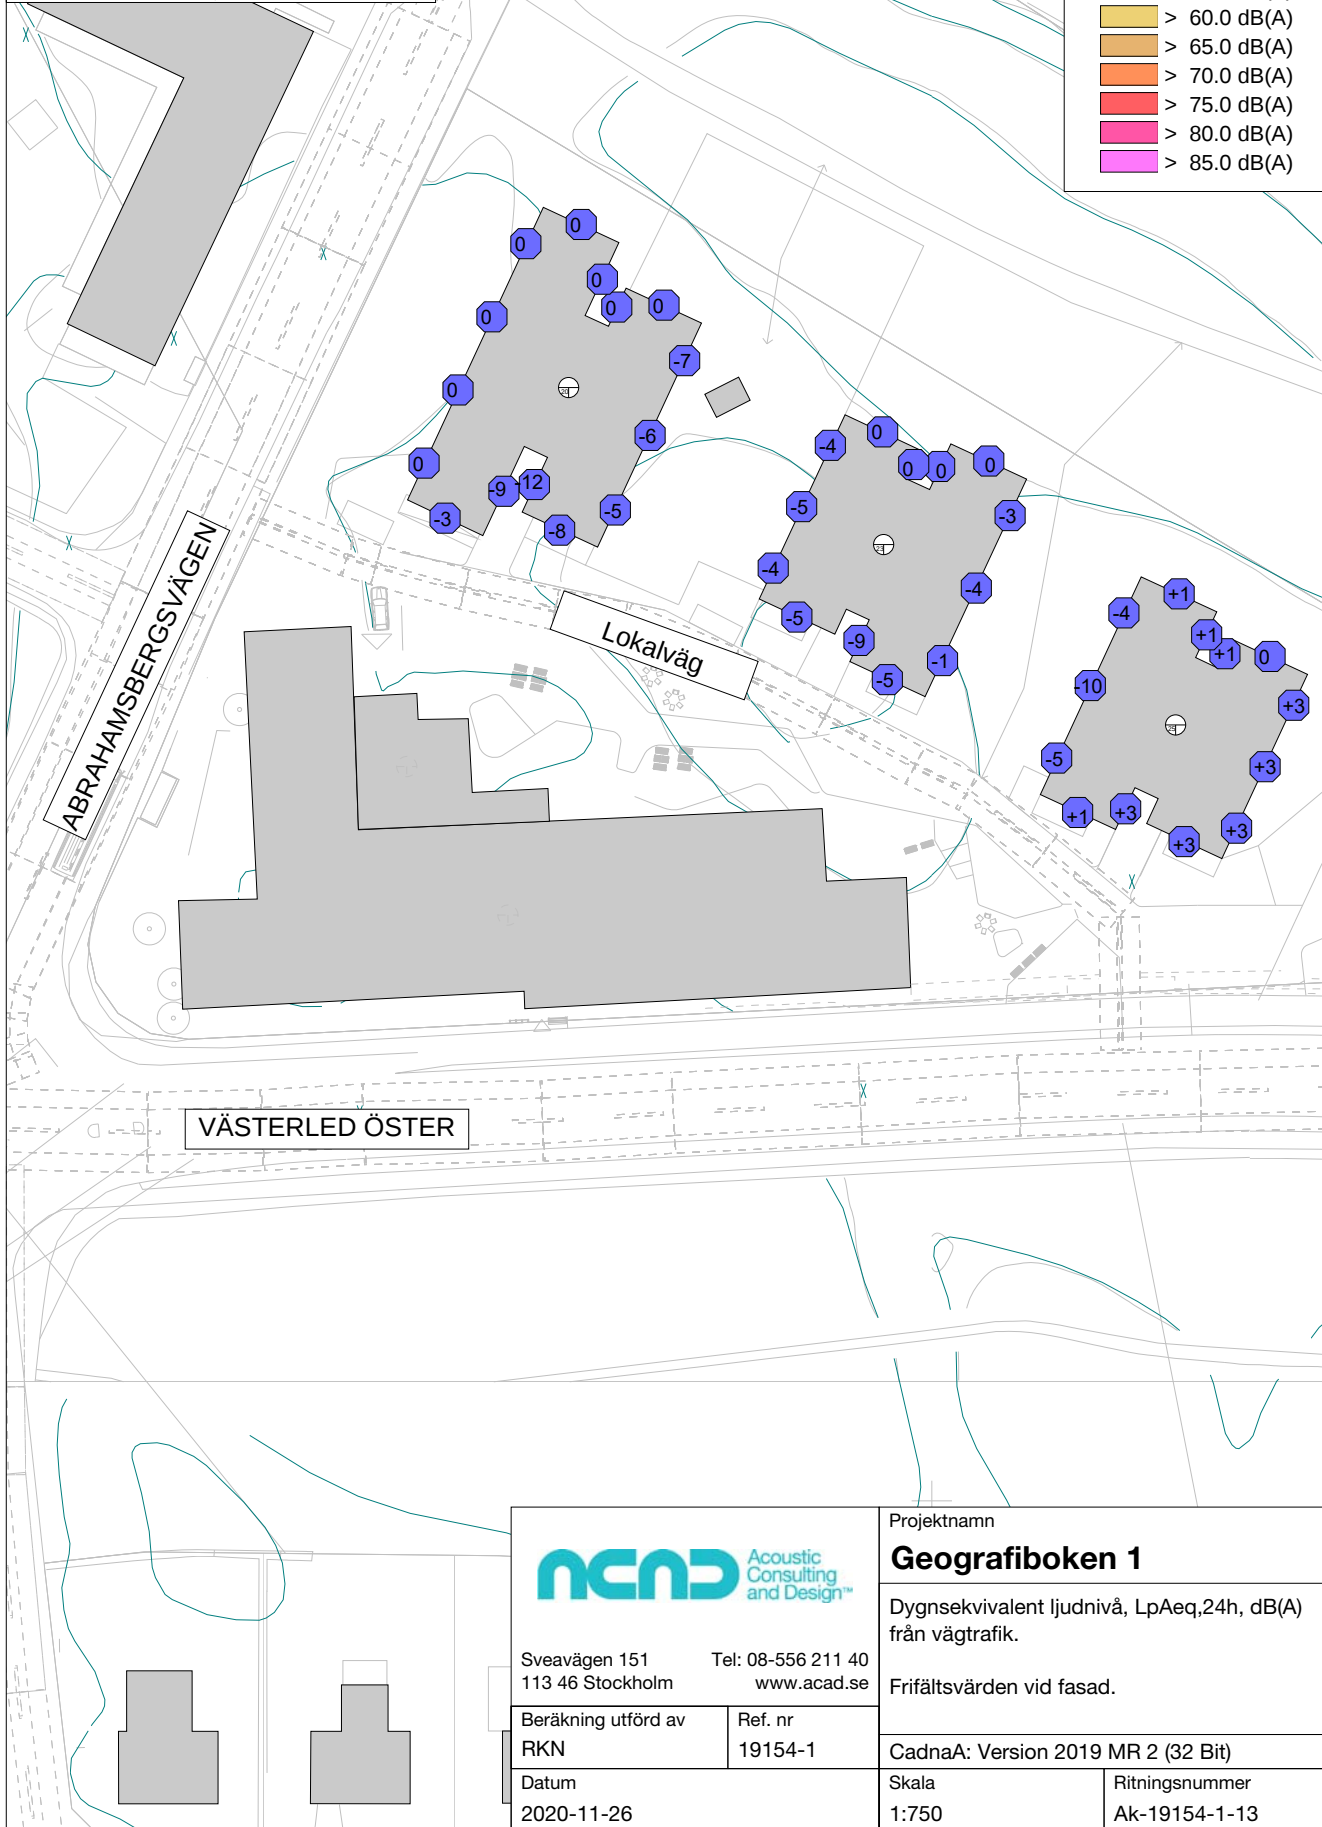 > 60.0 dB(A)
> 65.0 dB(A)
> 70.0 dB(A)
> 75.0 dB(A)
> 80.0 dB(A)
> 85.0 dB(A)
0
0
0
0
0
0
-7
0
20
-6
0
-9
-12
-5
-3
-8
0
-4
0
0
0
-5
-3
23
-4
-4
-5
-9
-1
-5
+1
-4
+1
+1
0
-10
+3
25
-5
+3
+1
+3
+3
+3
ABRAHAMSBERGSVÄGEN
Lokalväg
VÄSTERLED ÖSTER
ACAD
Acoustic
Consulting
and Design™
Sveavägen 151
113 46 Stockholm
Tel: 08-556 211 40
www.acad.se
Beräkning utförd av
RKN
Ref. nr
19154-1
Datum
2020-11-26
Projektnamn
Geografiboken 1
Dygnsekvivalent ljudnivå, LpAeq,24h, dB(A)
från vägtrafik.
Frifältsvärden vid fasad.
CadnaA: Version 2019 MR 2 (32 Bit)
Skala
1:750
Ritningsnummer
Ak-19154-1-13